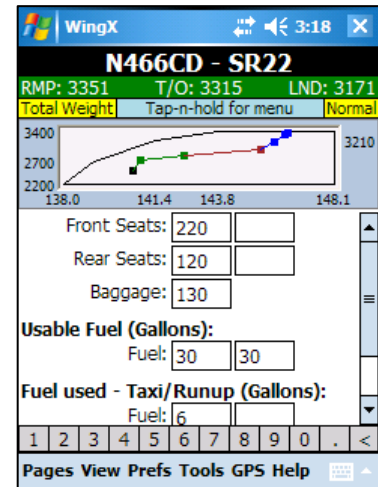 WingX 3:18
N466CD - SR22
RMP: 3351 T/O: 3315 LND: 3171
Total Weight Tap-n-hold for menu Normal
3400 3210
2700
2200
138.0 141.4 143.8 148.1
Front Seats: 220
Rear Seats: 120
Baggage: 130
Usable Fuel (Gallons):
Fuel: 30 30
Fuel used - Taxi/Runup (Gallons):
Fuel: 6
1 2 3 4 5 6 7 8 9 0 . <
Pages View Prefs Tools GPS Help